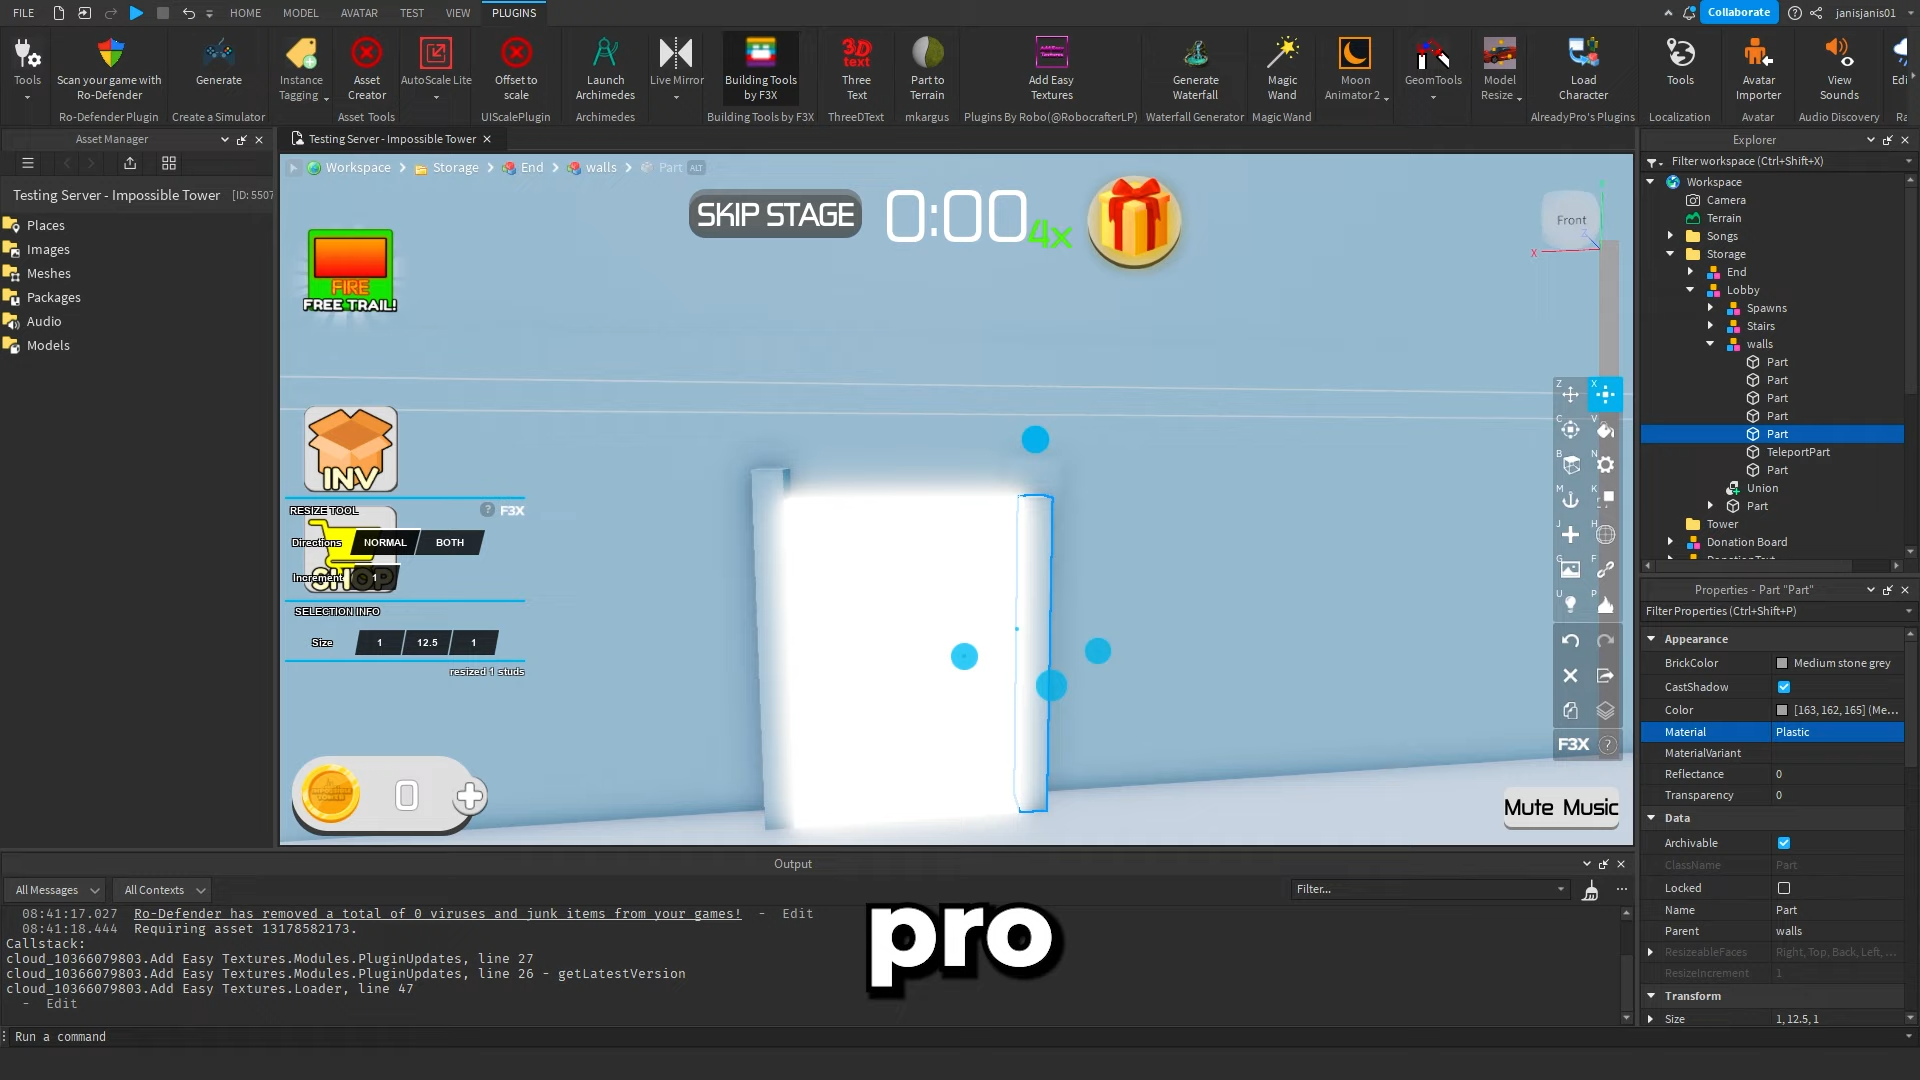 FILE
HOME
MODEL
AVATAR
TEST
VIEW
PLUGINS
Collaborate
janisjanis01
Tools
Scan your game with
Ro-Defender
Generate
Instance
Tagging
Asset
Creator
AutoScale Lite
Offset to
scale
Launch
Archimedes
Live Mirror
Building Tools
by F3X
3D
text
Three
Text
Part to
Terrain
Add Easy
Textures
Generate
Waterfall
Magic
Wand
Moon
Animator 2
GeomTools
Model
Resize
Load
Character
Tools
Avatar
Importer
View
Sounds
Edi
Ro-Defender Plugin
Create a Simulator
Asset Tools
UIScalePlugin
Archimedes
Building Tools by F3X
ThreeDText
mkargus
Plugins By Robo(@RobocrafterLP)
Waterfall Generator
Magic Wand
AlreadyPro's Plugins
Localization
Avatar
Audio Discovery
Ra
Asset Manager
Testing Server - Impossible Tower
Explorer
Workspace
Storage
End
walls
Part
ALT
Filter workspace (Ctrl+Shift+X)
Testing Server - Impossible Tower
[ID: 5507
Places
Images
Meshes
Packages
Audio
Models
SKIP STAGE
0:00
4x
FIRE
FREE TRAIL!
INV
SHOP
RESIZE TOOL
? F3X
Directions
NORMAL
BOTH
Increment
1
SELECTION INFO
Size
1
12.5
1
resized 1 studs
0
Front
X
Z
Z
X
C
V
B
N
M
K
J
H
G
F
U
P
F3X
?
Mute Music
Workspace
Camera
Terrain
Songs
Storage
End
Lobby
Spawns
Stairs
walls
Part
Part
Part
Part
Part
TeleportPart
Part
Union
Part
Tower
Donation Board
Properties - Part "Part"
Filter Properties (Ctrl+Shift+P)
Appearance
BrickColor
Medium stone grey
CastShadow
Color
[163, 162, 165] (Me...
Material
Plastic
MaterialVariant
Reflectance
0
Transparency
0
Data
Archivable
ClassName
Part
Locked
Name
Part
Parent
walls
ResizeableFaces
Right, Top, Back, Left, ...
ResizeIncrement
1
Transform
Size
1, 12.5, 1
Output
All Messages
All Contexts
Filter...
08:41:17.027 Ro-Defender has removed a total of 0 viruses and junk items from your games! - Edit
08:41:18.444 Requiring asset 13178582173.
Callstack:
cloud_10366079803.Add Easy Textures.Modules.PluginUpdates, line 27
cloud_10366079803.Add Easy Textures.Modules.PluginUpdates, line 26 - getLatestVersion
cloud_10366079803.Add Easy Textures.Loader, line 47
- Edit
pro
Run a command